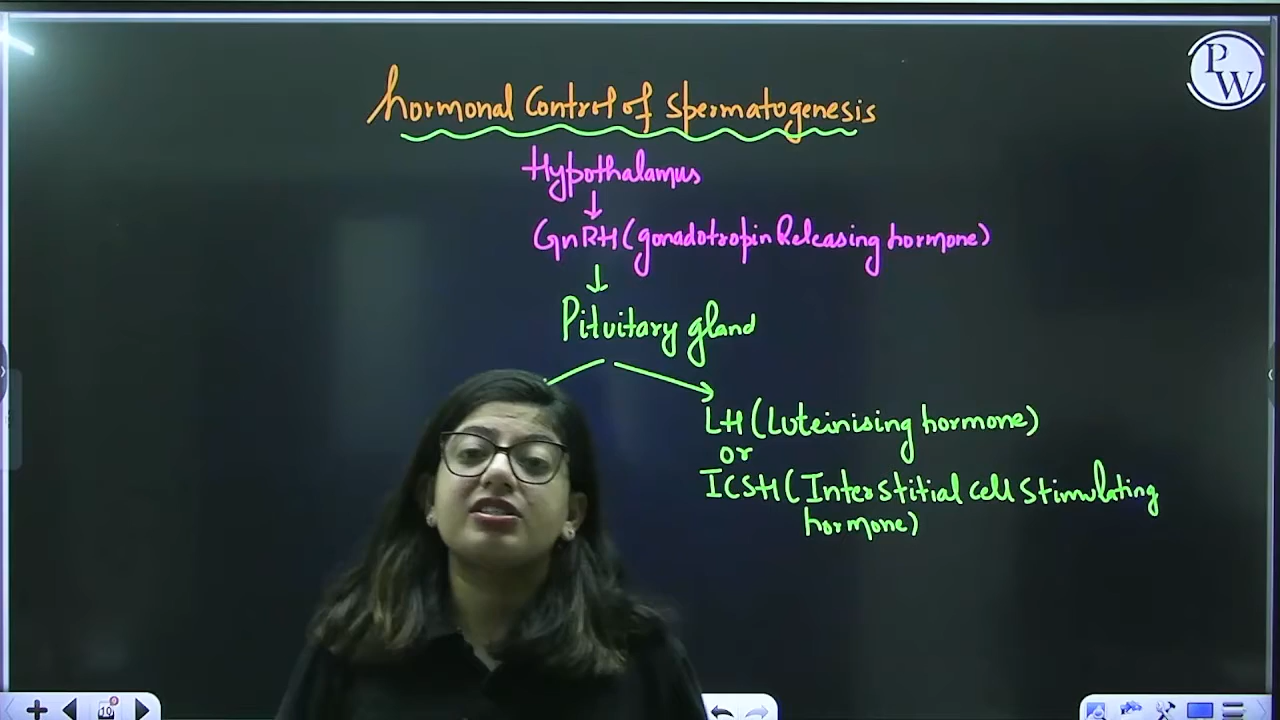 PW
Hormonal Control of Spermatogenesis
Hypothalamus
GnRH (gonadotropin Releasing hormone)
Pituitary gland
LH (Luteinising hormone)
or
ICSH (Interstitial cell Stimulating
hormone)
10